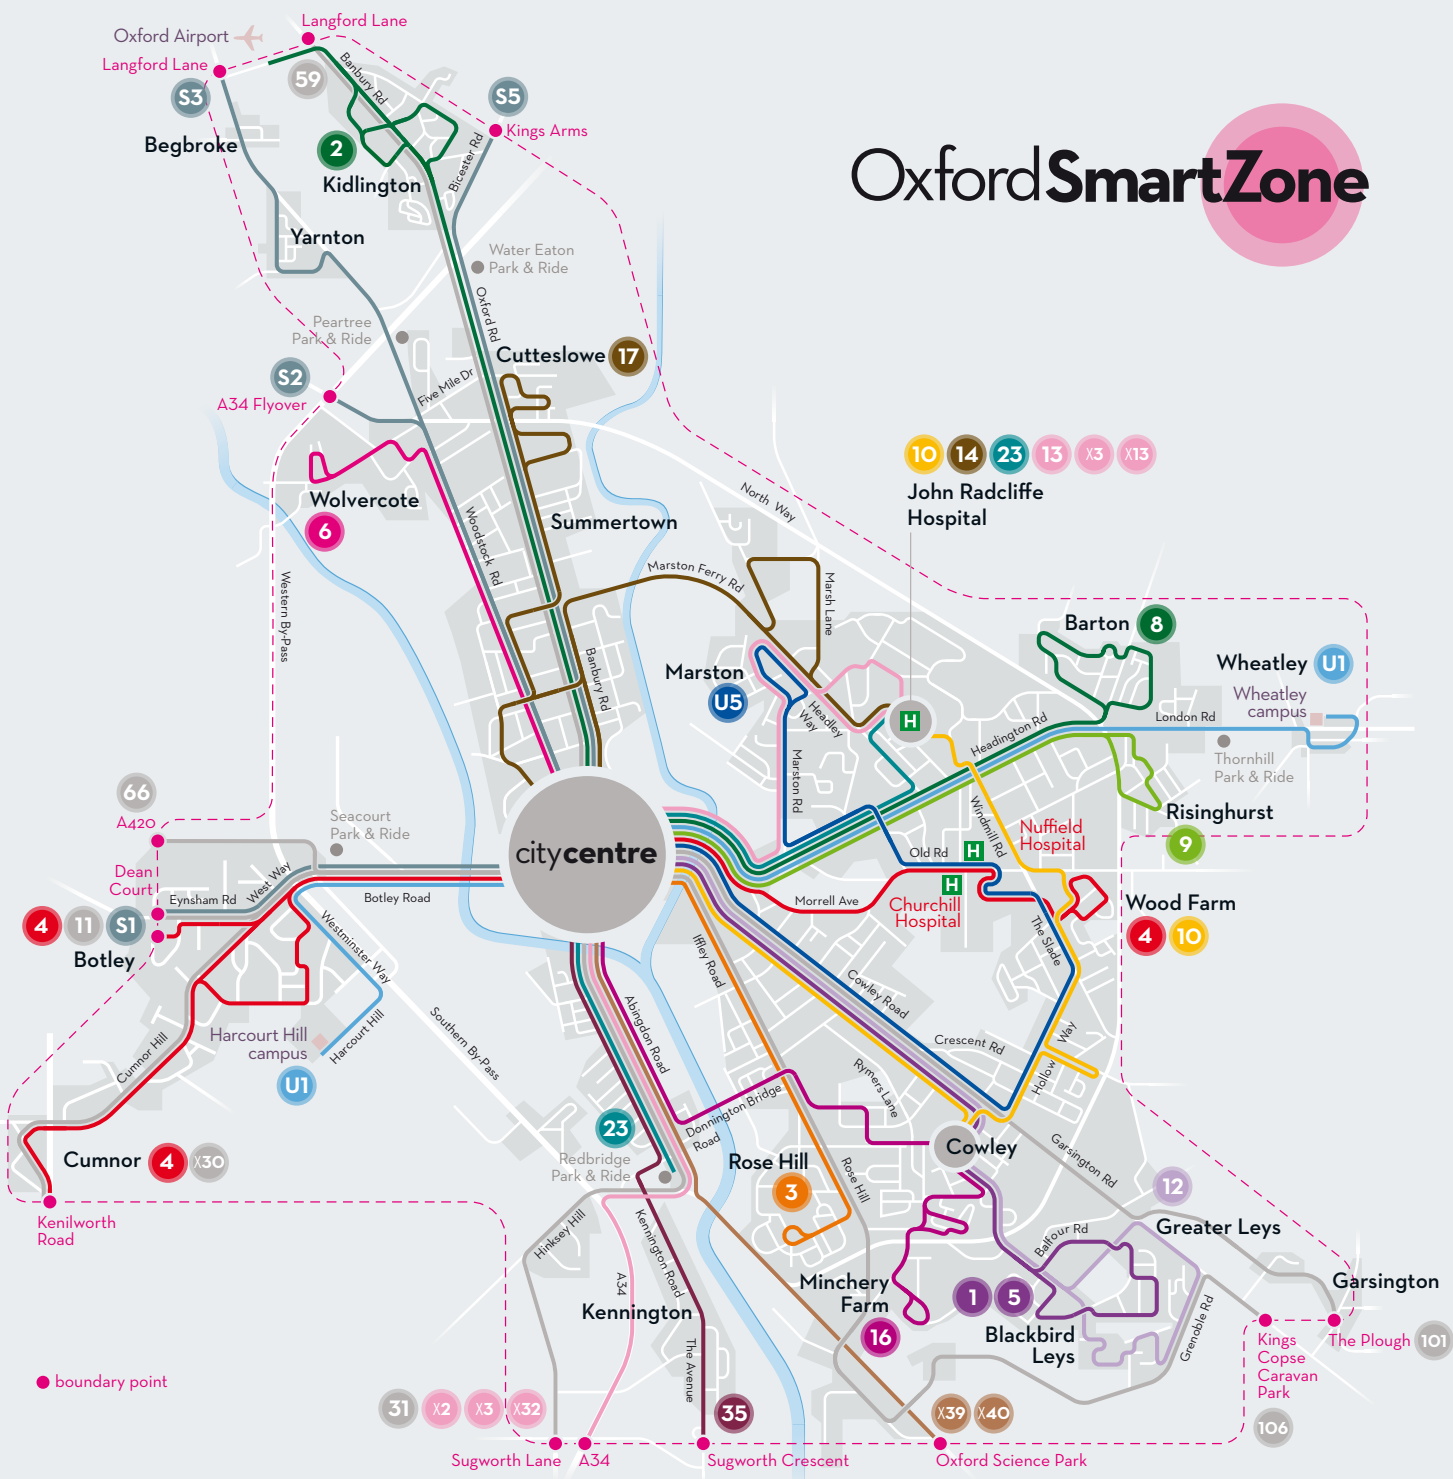 Langford Lane
Oxford Airport
Langford Lane
59
Banbury Rd
S3
S5
Kings Arms
Begbroke
2
Kidlington
Bicester Rd
Oxford SmartZone
Yarnton
Water Eaton
Park & Ride
Oxford Rd
Peartree
Park & Ride
Cutteslowe
17
S2
A34 Flyover
Five Mile Dr
10
14
23
13
X3
X13
John Radcliffe
Hospital
North Way
Wolvercote
6
Woodstock Rd
Summertown
Western By-Pass
Marston Ferry Rd
Marsh Lane
Barton
8
Wheatley
U1
Wheatley
campus
Marston
U5
Banbury Rd
Headley
Way
H
Headington Rd
London Rd
Thornhill
Park & Ride
Marston Rd
66
A420
Seacourt
Park & Ride
Windmill Rd
Nuffield
Hospital
Risinghurst
9
citycentre
Old Rd
H
H
Dean
Court
Eynsham Rd
West Way
Botley Road
Morrell Ave
Churchill
Hospital
Wood Farm
4
10
4
11
S1
Botley
Westminster Way
Iffley Road
The Slade
Cowley Road
Abingdon Road
Southern By-Pass
Harcourt Hill
campus
Harcourt Hill
U1
Cumnor Hill
Crescent Rd
Hollow
Way
Rymers Lane
Donnington Bridge
Road
23
Redbridge
Park & Ride
Cowley
Garsington Rd
Cumnor
4
X30
Rose Hill
3
Rose Hill
12
Greater Leys
Kenilworth
Road
Hinksey Hill
Kennington Road
Balfour Rd
A34
Kennington
Minchery
Farm
16
1
5
Blackbird
Leys
Garsington
Grenoble Rd
Kings
Copse
Caravan
Park
The Plough
101
106
The Avenue
boundary point
31
X2
X3
X32
35
X39
X40
Sugworth Lane
A34
Sugworth Crescent
Oxford Science Park